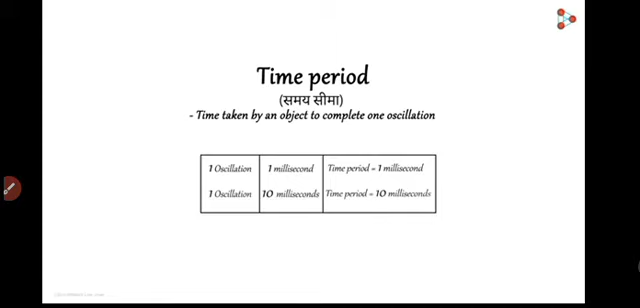 Time period
(समय सीमा)
- Time taken by an object to complete one oscillation
1 Oscillation 1 millisecond Time period = 1 millisecond
1 Oscillation 10 milliseconds Time period = 10 milliseconds